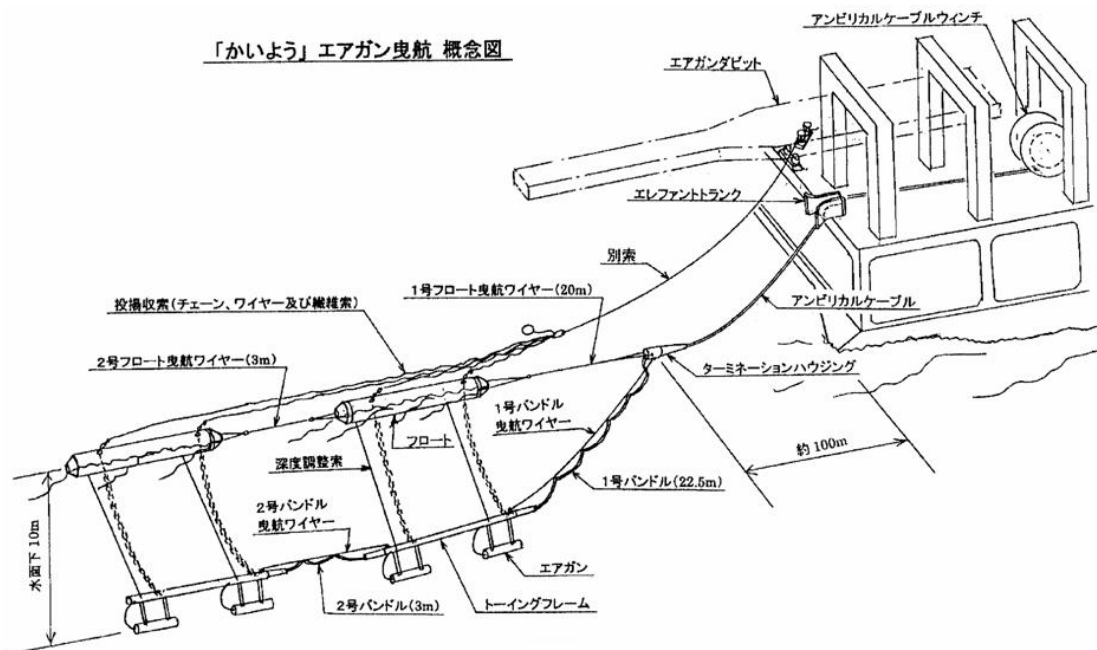 「かいよう」エアガン曳航 概念図
アンビリカルケーブルウィンチ
エアガンダビット
エレファントトランク
別索
1号フロート曳航ワイヤー(20m)
投揚収索(チェーン、ワイヤー及び繊維索)
アンビリカルケーブル
2号フロート曳航ワイヤー(3m)
ターミネーションハウジング
1号バンドル
曳航ワイヤー
フロート
約100m
深度調整索
1号バンドル(22.5m)
2号バンドル
曳航ワイヤー
水面下10m
エアガン
2号バンドル(3m)
トーイングフレーム